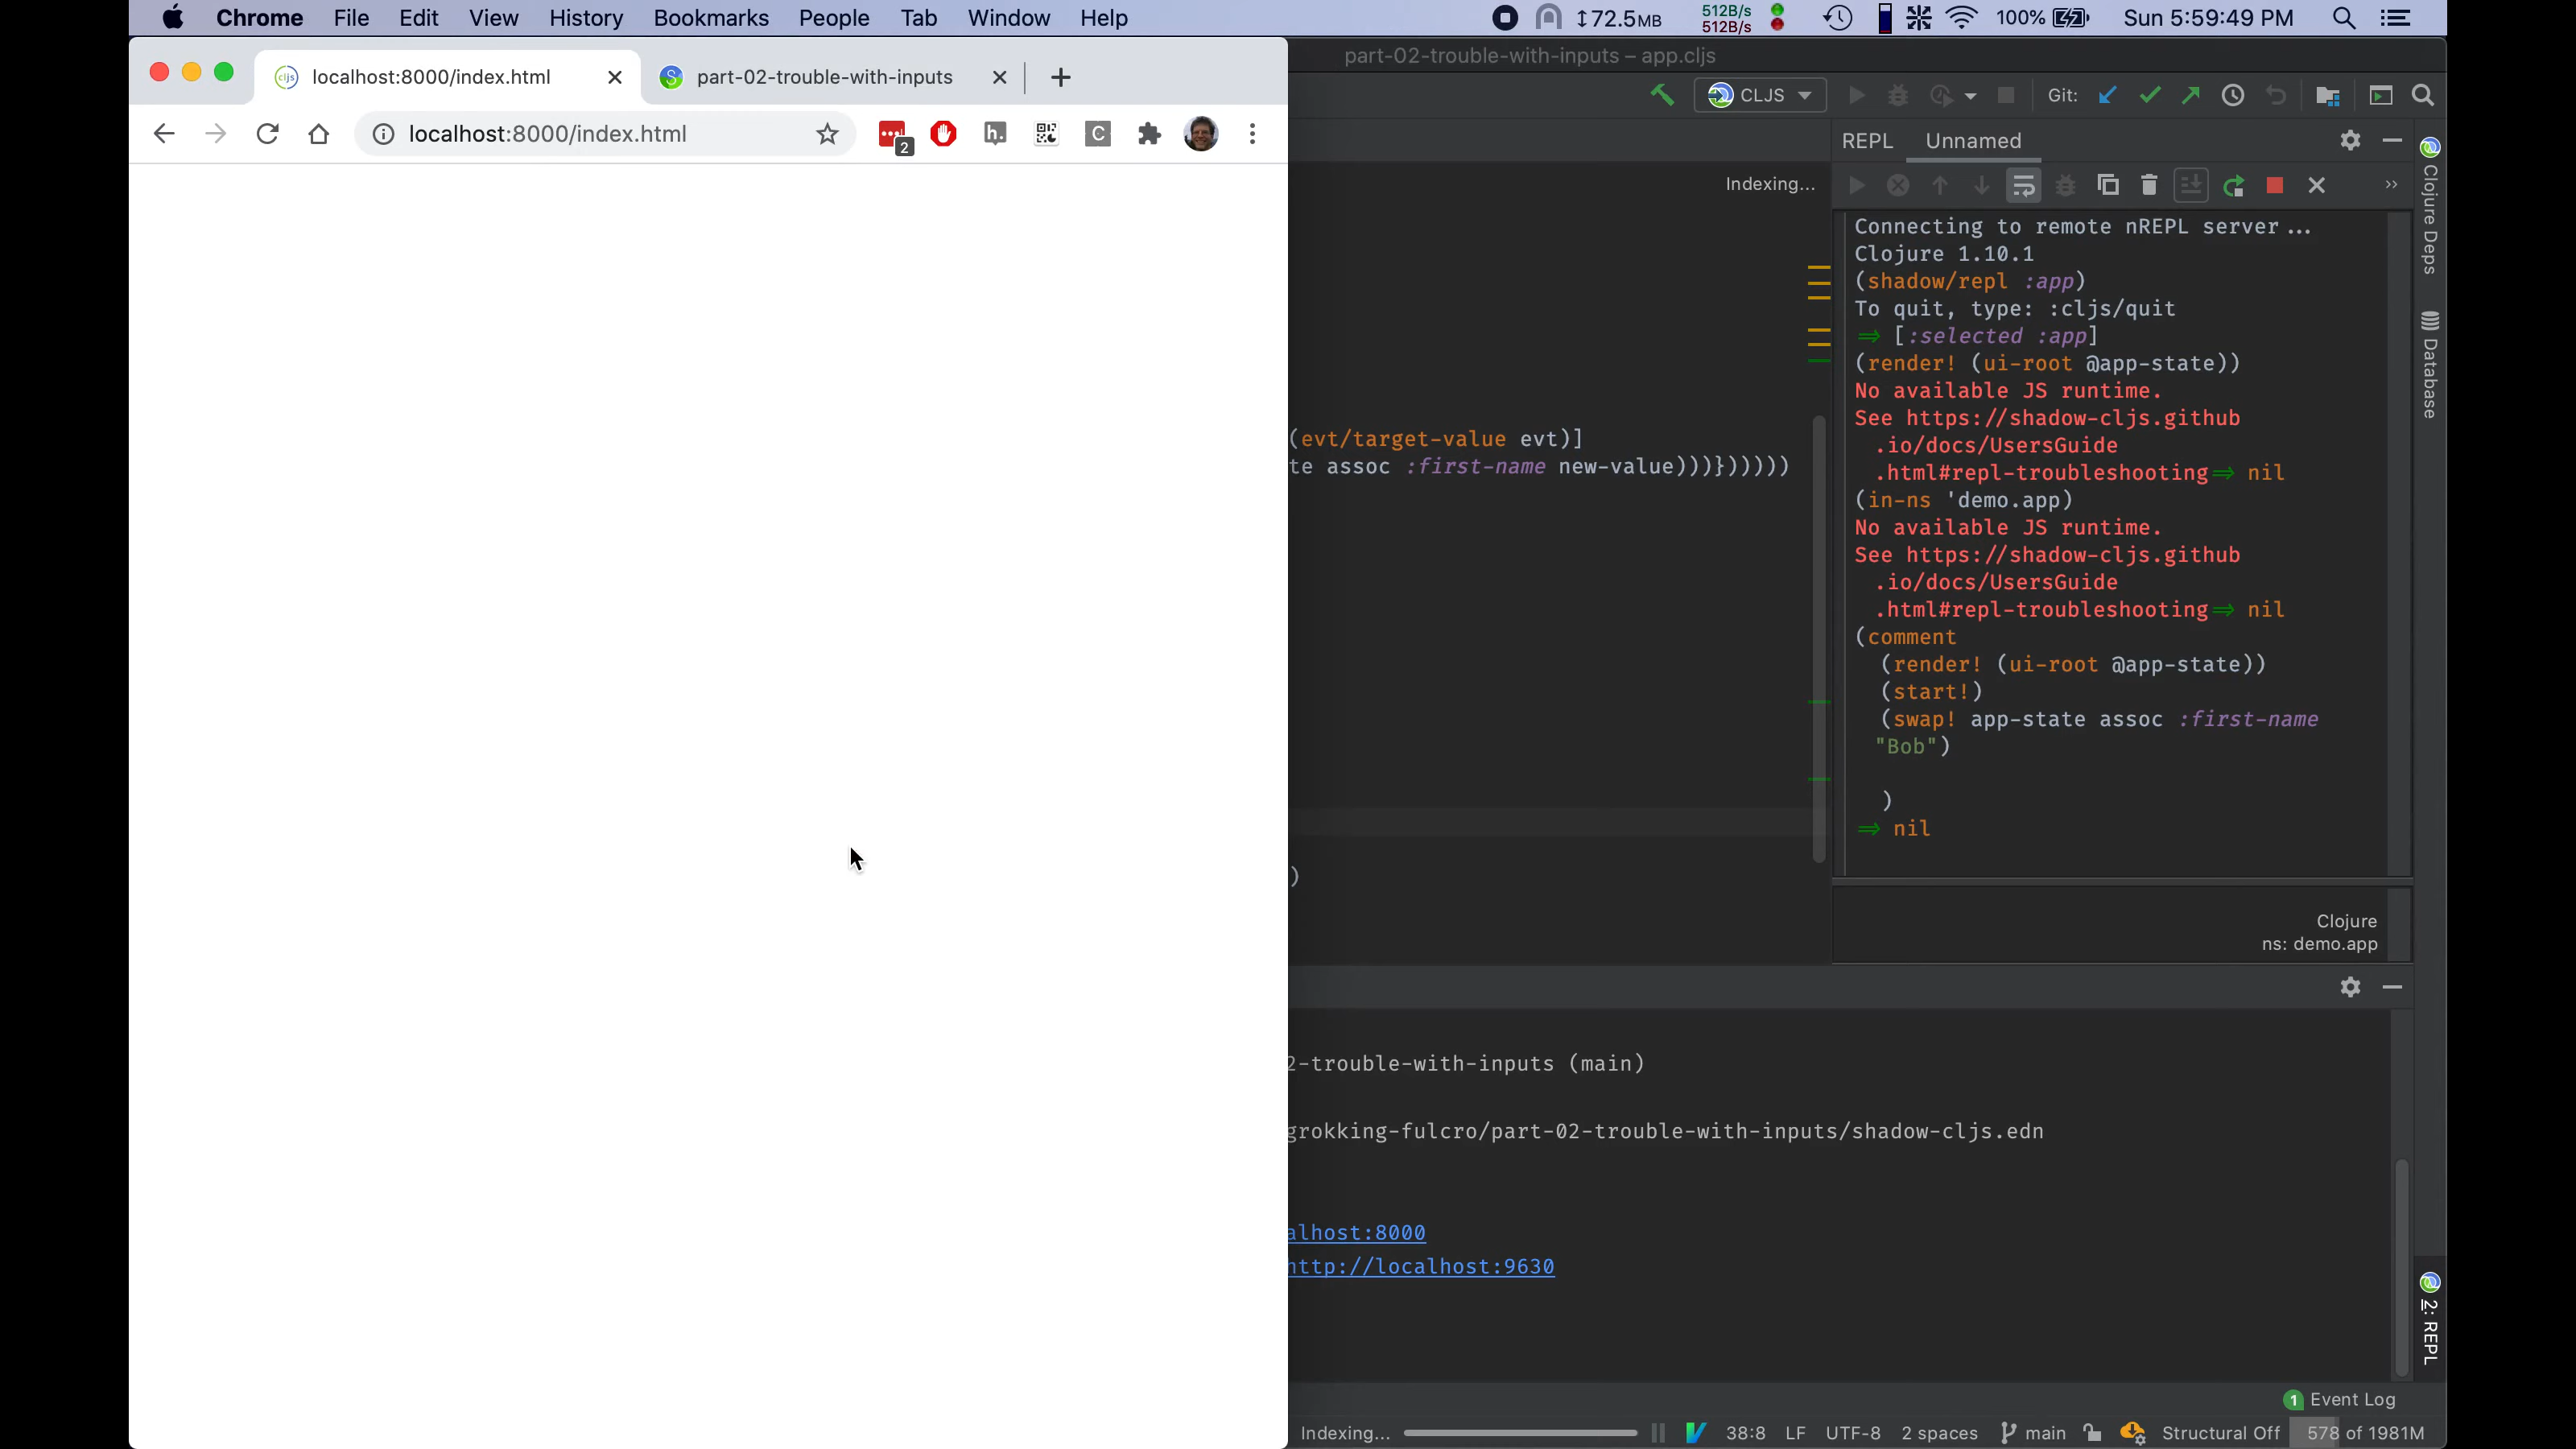 Chrome File Edit View History Bookmarks People Tab Window Help
72.5MB
512B/s
512B/s
100%
Sun 5:59:49 PM
localhost:8000/index.html
part-02-trouble-with-inputs
localhost:8000/index.html
2
part-02-trouble-with-inputs – app.cljs
CLJS
Git:
REPL Unnamed
Indexing...
(evt/target-value evt)]
te assoc :first-name new-value)))}))))))
)
Connecting to remote nREPL server...
Clojure 1.10.1
(shadow/repl :app)
To quit, type: :cljs/quit
=> [:selected :app]
(render! (ui-root @app-state))
No available JS runtime.
See https://shadow-cljs.github
.io/docs/UsersGuide
.html#repl-troubleshooting=> nil
(in-ns 'demo.app)
No available JS runtime.
See https://shadow-cljs.github
.io/docs/UsersGuide
.html#repl-troubleshooting=> nil
(comment
(render! (ui-root @app-state))
(start!)
(swap! app-state assoc :first-name
"Bob")
)
=> nil
Clojure
ns: demo.app
Clojure Deps
Database
2-trouble-with-inputs (main)
grokking-fulcro/part-02-trouble-with-inputs/shadow-cljs.edn
alhost:8000
http://localhost:9630
2: REPL
1 Event Log
Indexing...
38:8 LF UTF-8 2 spaces main Structural Off 578 of 1981M